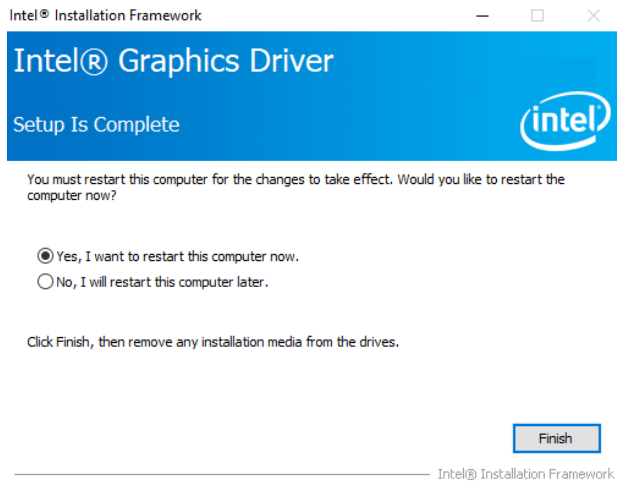 Intel® Installation Framework
Intel® Graphics Driver
Setup Is Complete
intel
You must restart this computer for the changes to take effect. Would you like to restart the
computer now?
Yes, I want to restart this computer now.
No, I will restart this computer later.
Click Finish, then remove any installation media from the drives.
Finish
Intel® Installation Framework